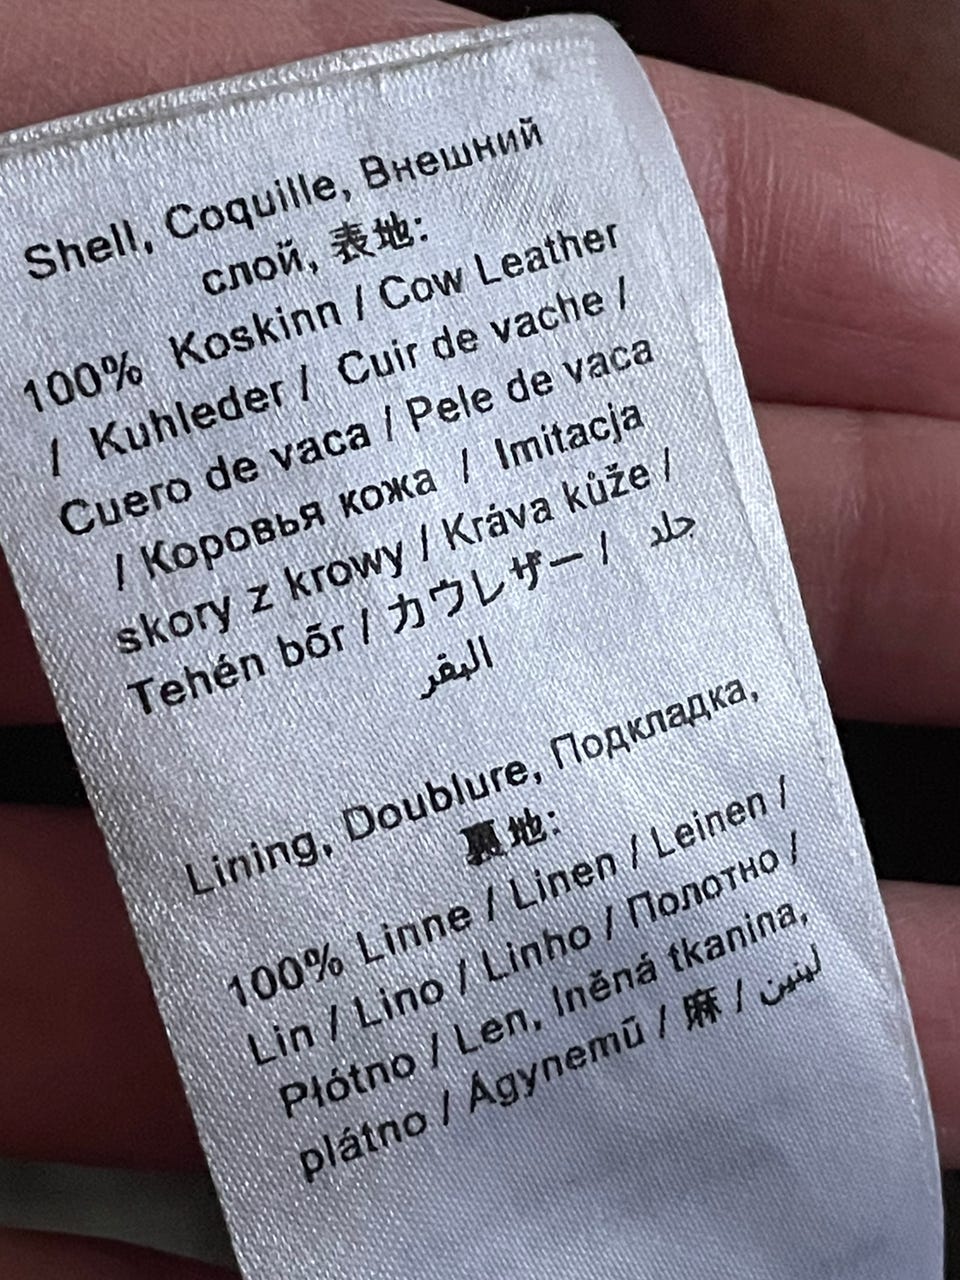 Shell, Coquille, Внешний
слой, 表地:
100% Koskinn / Cow Leather
/ Kuhleder / Cuir de vache /
Cuero de vaca / Pele de vaca
/ Коровья кожа / Imitacja
skory z krowy / Kráva kůže /
Tehén bőr / カウレザー / جلد
البقر
Lining, Doublure, Подкладка,
裏地:
100% Linne / Linen / Leinen /
Lin / Lino / Linho / Полотно /
Płótno / Len, lněná tkanina,
plátno / Ágynemű / 麻 / لينين